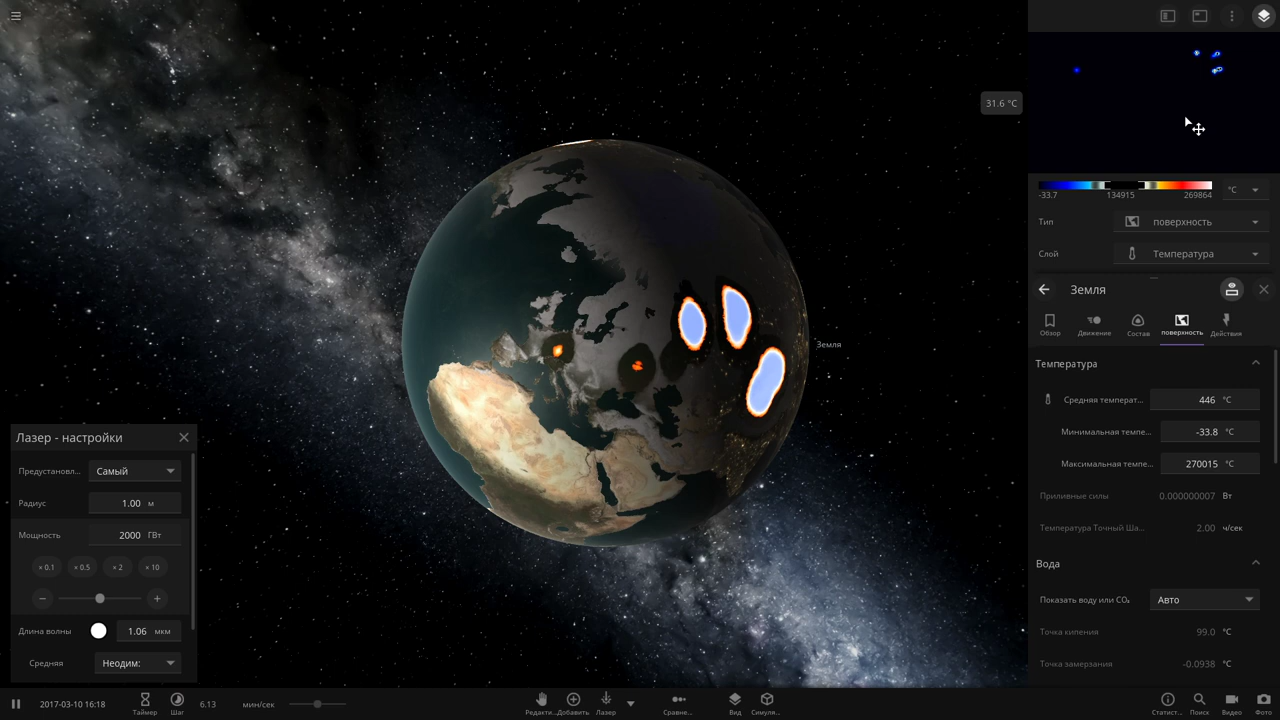 31.6 °C
-33.7 134915 269864 °C
Тип поверхность
Слой Температура
Земля
Обзор Движение Состав поверхность Действие
Температура
Средняя температ... 446 °C
Минимальная темпе... -33.8 °C
Максимальная темпе... 270015 °C
Приливные силы 0.000000007 Вт
Температура Точный Ша... 2.00 ч/сек
Вода
Показать воду или CO₂ Авто
Точка кипения 99.0 °C
Точка замерзания -0.0938 °C
Земля
Лазер - настройки
Предустановл... Самый
Радиус 1.00 м
Мощность 2000 ГВт
× 0.1 × 0.5 × 2 × 10
Длина волны 1.06 мкм
Средняя Неодим:
2017-03-10 16:18 Таймер Шаг 6.13 мин/сек Редакти... Добавить Лазер Сравне... Вид Симуля... Статист... Поиск Видео Фото